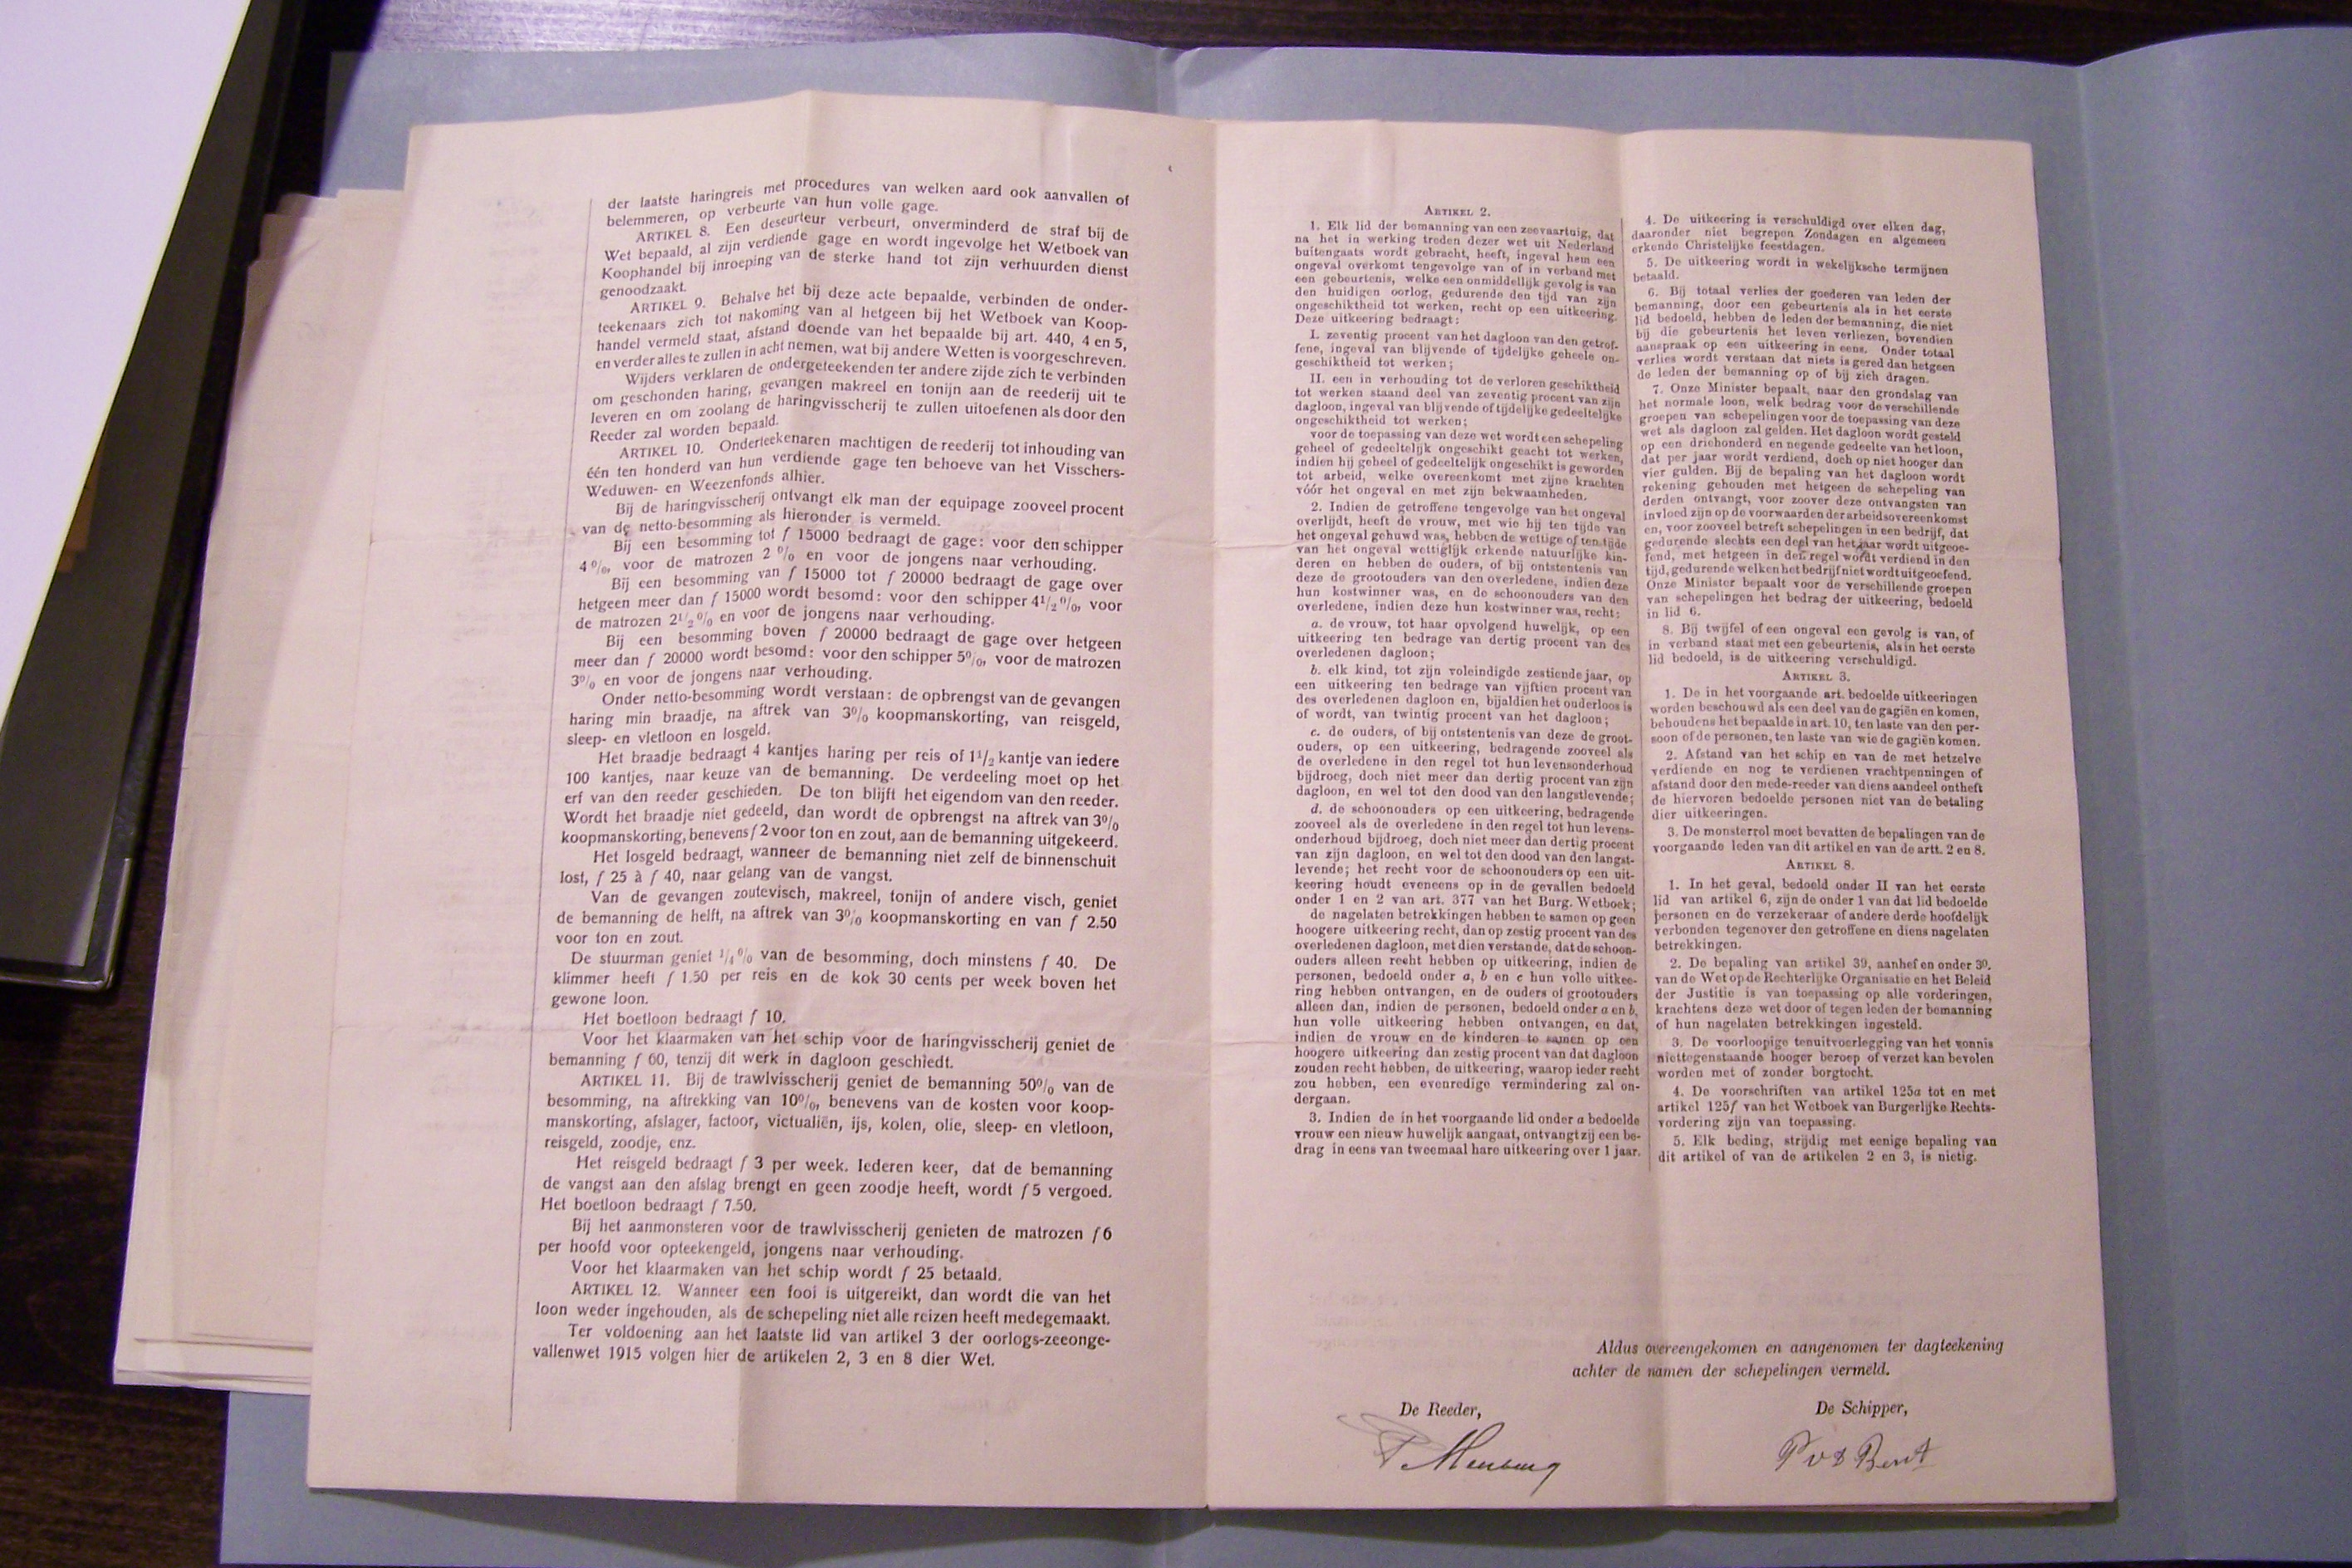 der laatste haringreis met procedures van welken aard ook aanvallen of
belemmeren, op verbeurte van hun volle gage.
ARTIKEL 8. Een deseurteur verbeurt, onverminderd de straf bij de
Wet bepaald, al zijn verdiende gage en wordt ingevolge het Wetboek van
Koophandel bij inroeping van de sterke hand tot zijn verhuurden dienst
genoodzaakt.
ARTIKEL 9. Behalve het bij deze acte bepaalde, verbinden de onder-
teekenaars zich tot nakoming van al hetgeen bij het Wetboek van Koop-
handel vermeld staat, afstand doende van het bepaalde bij art. 440, 4 en 5,
en verder alles te zullen in acht nemen, wat bij andere Wetten is voorgeschreven.
Wijders verklaren de ondergeteekenden ter andere zijde zich te verbinden
om geschonden haring, gevangen makreel en tonijn aan de reederij uit te
leveren en om zoolang de haringvisscherij te zullen uitoefenen als door den
Reeder zal worden bepaald.
ARTIKEL 10. Onderteekenaren machtigen de reederij tot inhouding van
één ten honderd van hun verdiende gage ten behoeve van het Visschers-
Weduwen- en Weezenfonds alhier.
Bij de haringvisscherij ontvangt elk man der equipage zooveel procent
van de netto-besomming als hieronder is vermeld.
Bij een besomming tot f 15000 bedraagt de gage: voor den schipper
4 %, voor de matrozen 2 % en voor de jongens naar verhouding.
Bij een besomming van f 15000 tot f 20000 bedraagt de gage over
hetgeen meer dan f 15000 wordt besomd: voor den schipper 4½ %, voor
de matrozen 2½ % en voor de jongens naar verhouding.
Bij een besomming boven f 20000 bedraagt de gage over hetgeen
meer dan f 20000 wordt besomd: voor den schipper 5%, voor de matrozen
3% en voor de jongens naar verhouding.
Onder netto-besomming wordt verstaan: de opbrengst van de gevangen
haring min braadje, na aftrek van 3% koopmanskorting, van reisgeld,
sleep- en vletloon en losgeld.
Het braadje bedraagt 4 kantjes haring per reis of 1½ kantje van iedere
100 kantjes, naar keuze van de bemanning. De verdeeling moet op het
erf van den reeder geschieden. De ton blijft het eigendom van den reeder.
Wordt het braadje niet gedeeld, dan wordt de opbrengst na aftrek van 3%
koopmanskorting, benevens f 2 voor ton en zout, aan de bemanning uitgekeerd.
Het losgeld bedraagt, wanneer de bemanning niet zelf de binnenschuit
lost, f 25 à f 40, naar gelang van de vangst.
Van de gevangen zoutevisch, makreel, tonijn of andere visch, geniet
de bemanning de helft, na aftrek van 3% koopmanskorting en van f 2.50
voor ton en zout.
De stuurman geniet ¼ % van de besomming, doch minstens f 40. De
klimmer heeft f 1.50 per reis en de kok 30 cents per week boven het
gewone loon.
Het boetloon bedraagt f 10.
Voor het klaarmaken van het schip voor de haringvisscherij geniet de
bemanning f 60, tenzij dit werk in dagloon geschiedt.
ARTIKEL 11. Bij de trawlvisscherij geniet de bemanning 50% van de
besomming, na aftrekking van 10%, benevens van de kosten voor koop-
manskorting, afslager, factoor, victualiën, ijs, kolen, olie, sleep- en vletloon,
reisgeld, zoodje, enz.
Het reisgeld bedraagt f 3 per week. Iederen keer, dat de bemanning
de vangst aan den afslag brengt en geen zoodje heeft, wordt f 5 vergoed.
Het boetloon bedraagt f 7.50.
Bij het aanmonsteren voor de trawlvisscherij genieten de matrozen f 6
per hoofd voor opteekengeld, jongens naar verhouding.
Voor het klaarmaken van het schip wordt f 25 betaald.
ARTIKEL 12. Wanneer een fooi is uitgereikt, dan wordt die van het
loon weder ingehouden, als de schepeling niet alle reizen heeft medegemaakt.
Ter voldoening aan het laatste lid van artikel 3 der oorlogs-zeeonge-
vallenwet 1915 volgen hier de artikelen 2, 3 en 8 dier Wet.
ARTIKEL 2.
1. Elk lid der bemanning van een zeevaartuig, dat
na het in werking treden dezer wet uit Nederland
buitengaats wordt gebracht, heeft, ingeval hem een
ongeval overkomt tengevolge van of in verband met
een gebeurtenis, welke een onmiddellijk gevolg is van
den huidigen oorlog, gedurende den tijd van zijn
ongeschiktheid tot werken, recht op een uitkeering.
Deze uitkeering bedraagt:
I. zeventig procent van het dagloon van den getrof-
fene, ingeval van blijvende of tijdelijke geheele on-
geschiktheid tot werken;
II. een in verhouding tot de verloren geschiktheid
tot werken staand deel van zeventig procent van zijn
dagloon, ingeval van blijvende of tijdelijke gedeeltelijke
ongeschiktheid tot werken;
voor de toepassing van deze wet wordt een schepeling
geheel of gedeeltelijk ongeschikt geacht tot werken,
indien hij geheel of gedeeltelijk ongeschikt is geworden
tot arbeid, welke overeenkomt met zijne krachten
vóór het ongeval en met zijn bekwaamheden.
2. Indien de getroffene tengevolge van het ongeval
overlijdt, heeft de vrouw, met wie hij ten tijde van
het ongeval gehuwd was, hebben de wettige of ten tijde
van het ongeval wettiglijk erkende natuurlijke kin-
deren en hebben de ouders, of bij ontstentenis van
deze de grootouders van den overledene, indien deze
hun kostwinner was, en de schoonouders van den
overledene, indien deze hun kostwinner was, recht:
a. de vrouw, tot haar opvolgend huwelijk, op een
uitkeering ten bedrage van dertig procent van des
overledenen dagloon;
b. elk kind, tot zijn voleindigde zestiende jaar, op
een uitkeering ten bedrage van vijftien procent van
des overledenen dagloon en, bijaldien het ouderloos is
of wordt, van twintig procent van het dagloon;
c. de ouders, of bij ontstentenis van deze de groot-
ouders, op een uitkeering, bedragende zooveel als
de overledene in den regel tot hun levensonderhoud
bijdroeg, doch niet meer dan dertig procent van zijn
dagloon, en wel tot den dood van den langstlevende;
d. de schoonouders op een uitkeering, bedragende
zooveel als de overledene in den regel tot hun levens-
onderhoud bijdroeg, doch niet meer dan dertig procent
van zijn dagloon, en wel tot den dood van den langst-
levende; het recht voor de schoonouders op een uit-
keering houdt eveneens op in de gevallen bedoeld
onder 1 en 2 van art. 377 van het Burg. Wetboek;
de nagelaten betrekkingen hebben te samen op geen
hoogere uitkeering recht, dan op zestig procent van des
overledenen dagloon, met dien verstande, dat de schoon-
ouders alleen recht hebben op uitkeering, indien de
personen, bedoeld onder a, b en c hun volle uitkee-
ring hebben ontvangen, en de ouders of grootouders
alleen dan, indien de personen, bedoeld onder a en b,
hun volle uitkeering hebben ontvangen, en dat,
indien de vrouw en de kinderen te samen op een
hoogere uitkeering dan zestig procent van dat dagloon
zouden recht hebben, de uitkeering, waarop ieder recht
zou hebben, een evenredige vermindering zal on-
dergaan.
3. Indien de in het voorgaande lid onder a bedoelde
vrouw een nieuw huwelijk aangaat, ontvangt zij een be-
drag in eens van tweemaal hare uitkeering over 1 jaar.
4. De uitkeering is verschuldigd over elken dag,
daaronder niet begrepen Zondagen en algemeen
erkende Christelijke feestdagen.
5. De uitkeering wordt in wekelijksche termijnen
betaald.
6. Bij totaal verlies der goederen van leden der
bemanning, door een gebeurtenis als in het eerste
lid bedoeld, hebben de leden der bemanning, die niet
bij die gebeurtenis het leven verliezen, bovendien
aanspraak op een uitkeering in eens. Onder totaal
verlies wordt verstaan dat niets is gered dan hetgeen
de leden der bemanning op of bij zich dragen.
7. Onze Minister bepaalt, naar den grondslag van
het normale loon, welk bedrag voor de verschillende
groepen van schepelingen voor de toepassing van deze
wet als dagloon zal gelden. Het dagloon wordt gesteld
op een driehonderd en negende gedeelte van het loon,
dat per jaar wordt verdiend, doch op niet hooger dan
vier gulden. Bij de bepaling van het dagloon wordt
rekening gehouden met hetgeen de schepeling van
derden ontvangt, voor zoover deze ontvangsten van
invloed zijn op de voorwaarden der arbeidsovereenkomst
en, voor zooveel betreft schepelingen in een bedrijf, dat
gedurende slechts een deel van het jaar wordt uitgeoe-
fend, met hetgeen in den regel wordt verdiend in den
tijd, gedurende welken het bedrijf niet wordt uitgeoefend.
Onze Minister bepaalt voor de verschillende groepen
van schepelingen het bedrag der uitkeering, bedoeld
in lid 6.
8. Bij twijfel of een ongeval een gevolg is van, of
in verband staat met een gebeurtenis, als in het eerste
lid bedoeld, is de uitkeering verschuldigd.
ARTIKEL 3.
1. De in het voorgaande art. bedoelde uitkeeringen
worden beschouwd als een deel van de gagiën en komen,
behoudens het bepaalde in art. 10, ten laste van den per-
soon of de personen, ten laste van wie de gagiën komen.
2. Afstand van het schip en van de met hetzelve
verdiende en nog te verdienen vrachtpenningen of
afstand door den mede-reeder van diens aandeel ontheft
de hiervoren bedoelde personen niet van de betaling
dier uitkeeringen.
3. De monsterrol moet bevatten de bepalingen van de
voorgaande leden van dit artikel en van de artt. 2 en 8.
ARTIKEL 8.
1. In het geval, bedoeld onder II van het eerste
lid van artikel 6, zijn de onder 1 van dat lid bedoelde
personen en de verzekeraar of andere derde hoofdelijk
verbonden tegenover den getroffene en diens nagelaten
betrekkingen.
2. De bepaling van artikel 39, aanhef en onder 3o.
van de Wet op de Rechterlijke Organisatie en het Beleid
der Justitie is van toepassing op alle vorderingen,
krachtens deze wet door of tegen leden der bemanning
of hun nagelaten betrekkingen ingesteld.
3. De voorloopige tenuitvoerlegging van het vonnis
niettegenstaande hooger beroep of verzet kan bevolen
worden met of zonder borgtocht.
4. De voorschriften van artikel 125a tot en met
artikel 125f van het Wetboek van Burgerlijke Rechts-
vordering zijn van toepassing.
5. Elk beding, strijdig met eenige bepaling van
dit artikel of van de artikelen 2 en 3, is nietig.
Aldus overeengekomen en aangenomen ter dagteekening
achter de namen der schepelingen vermeld.
De Reeder,
De Schipper,
P v d Bent